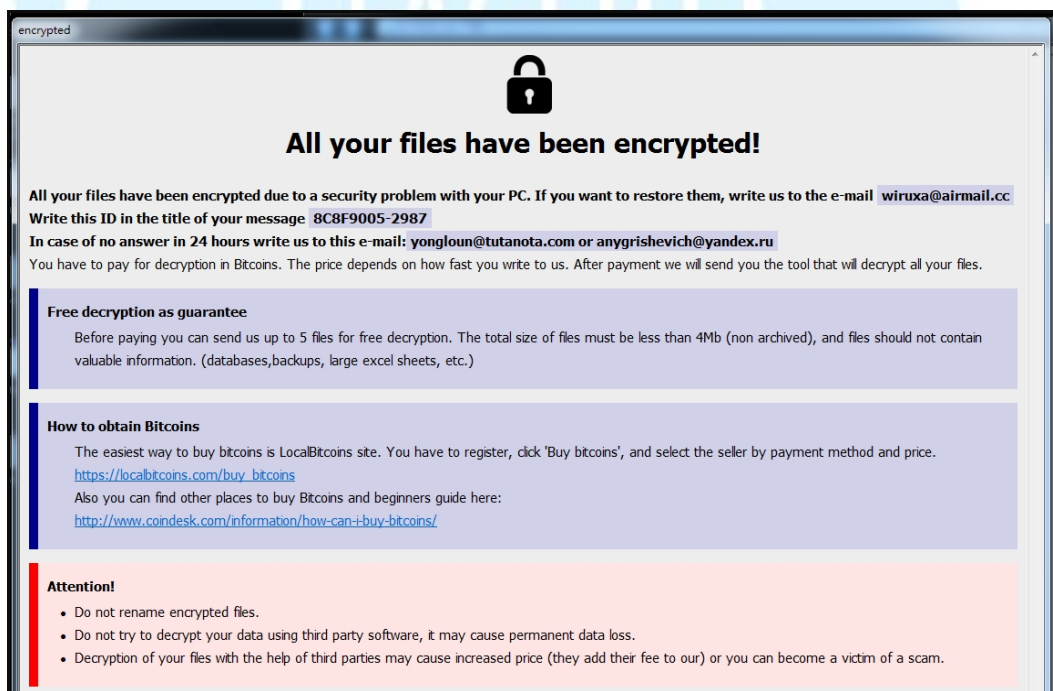 encrypted
All your files have been encrypted!
All your files have been encrypted due to a security problem with your PC. If you want to restore them, write us to the e-mail wiruxa@airmail.cc
Write this ID in the title of your message 8C8F9005-2987
In case of no answer in 24 hours write us to this e-mail: yongloun@tutanota.com or anygrishevich@yandex.ru
You have to pay for decryption in Bitcoins. The price depends on how fast you write to us. After payment we will send you the tool that will decrypt all your files.
Free decryption as guarantee
Before paying you can send us up to 5 files for free decryption. The total size of files must be less than 4Mb (non archived), and files should not contain
valuable information. (databases,backups, large excel sheets, etc.)
How to obtain Bitcoins
The easiest way to buy bitcoins is LocalBitcoins site. You have to register, click 'Buy bitcoins', and select the seller by payment method and price.
https://localbitcoins.com/buy_bitcoins
Also you can find other places to buy Bitcoins and beginners guide here:
http://www.coindesk.com/information/how-can-i-buy-bitcoins/
Attention!
• Do not rename encrypted files.
• Do not try to decrypt your data using third party software, it may cause permanent data loss.
• Decryption of your files with the help of third parties may cause increased price (they add their fee to our) or you can become a victim of a scam.